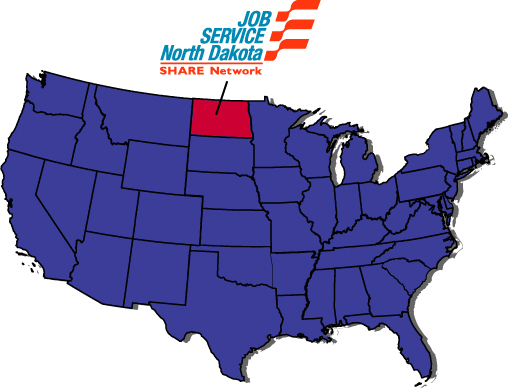 JOB
SERVICE
North Dakota
SHARE Network